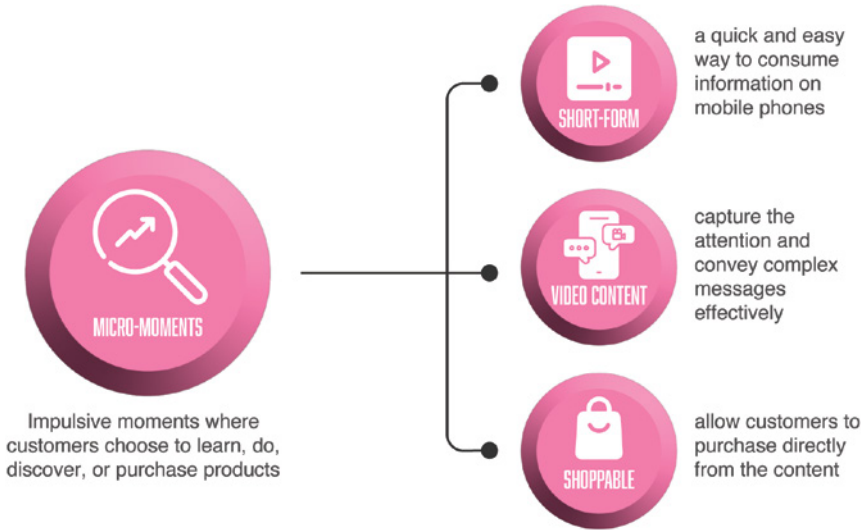 MICRO-MOMENTS
Impulsive moments where
customers choose to learn, do,
discover, or purchase products
SHORT-FORM
a quick and easy
way to consume
information on
mobile phones
VIDEO CONTENT
capture the
attention and
convey complex
messages
effectively
SHOPPABLE
allow customers to
purchase directly
from the content